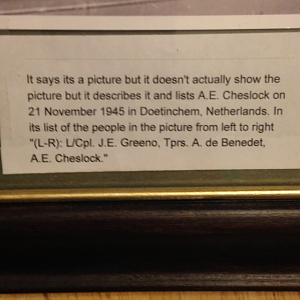 It says its a picture but it doesn't actually show the
picture but it describes it and lists A.E. Cheslock on
21 November 1945 in Doetinchem, Netherlands. In
its list of the people in the picture from left to right
"(L-R): L/Cpl. J.E. Greeno, Tprs. A. de Benedet,
A.E. Cheslock."